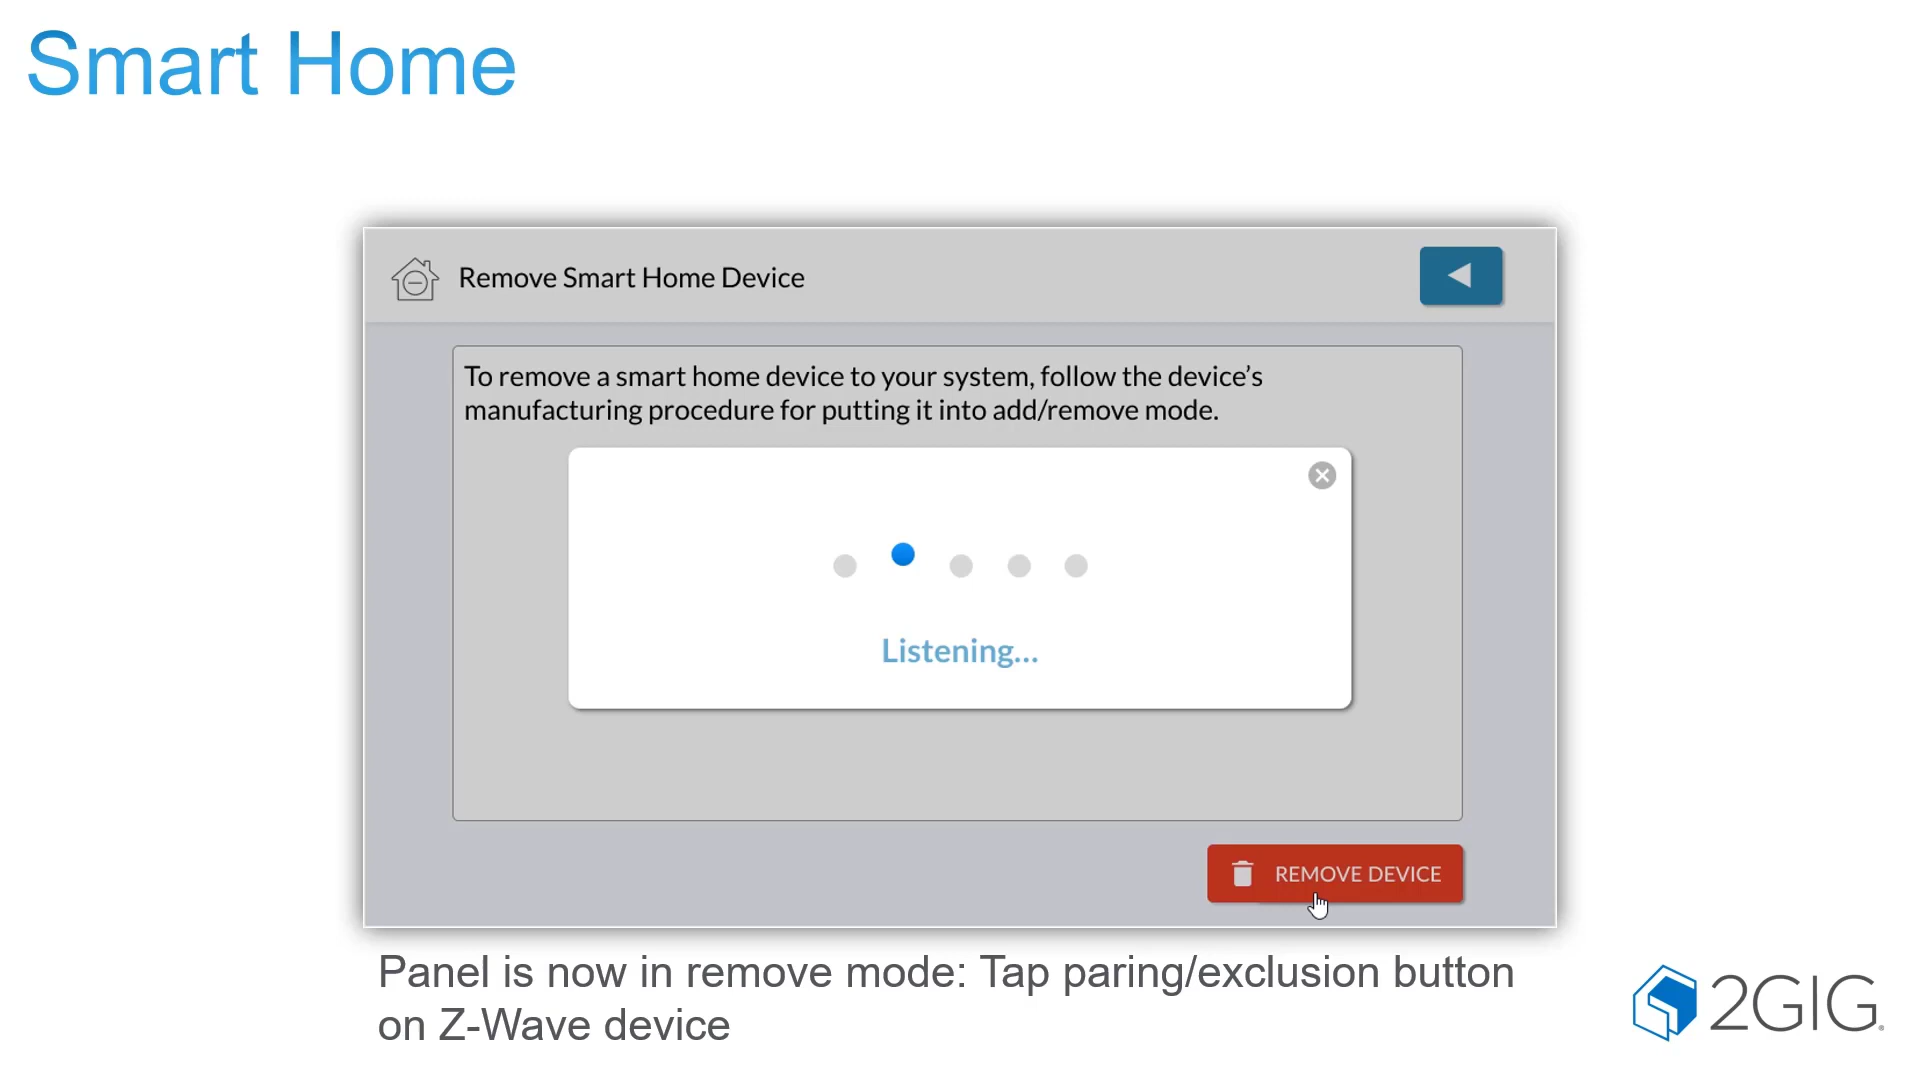 Smart Home
Remove Smart Home Device
To remove a smart home device to your system, follow the device's
manufacturing procedure for putting it into add/remove mode.
Listening...
REMOVE DEVICE
Panel is now in remove mode: Tap paring/exclusion button
on Z-Wave device
2GIG